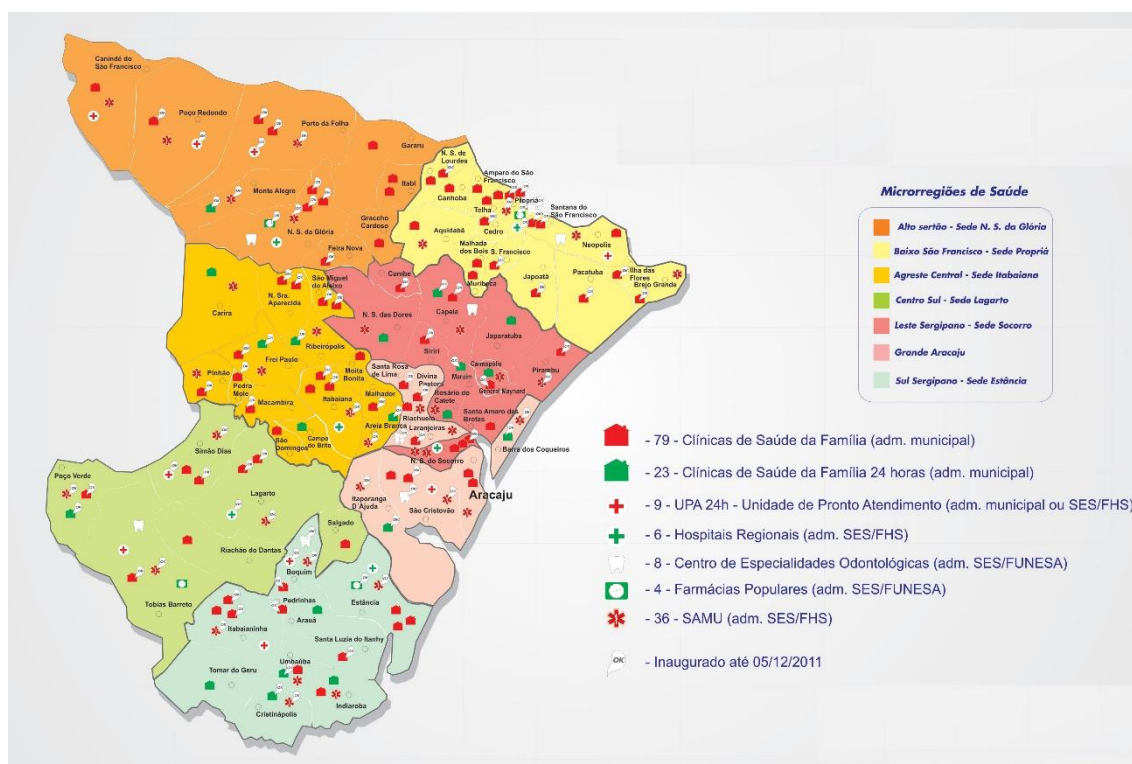 Canindé do
São Francisco
Poço Redondo
Porto da Folha
Gararu
N. S. de
Lourdes
Amparo do São
Francisco
Itabi
Canhoba
Telha
Propriá
Santana do
São Francisco
Monte Alegre
Graccho
Cardoso
Aquidabã
Cedro
Neopolis
N. S. da Glória
Malhada
dos Bois
S. Francisco
Feira Nova
Pacatuba
Ilha das
Flores
Brejo Grande
Cumbe
Muribeca
Japoatã
São Miguel
do Aleixo
N. Sra.
Aparecida
Carira
N. S. das Dores
Capela
Japaratuba
Ribeirópolis
Frei Paulo
Siriri
Pinhão
Moita
Bonita
Santa Rosa
de Lima
Divina
Pastora
Maruim
Carmópolis
Pirambu
Pedra
Mole
General Maynard
Macambira
Itabaiana
Malhador
Rosário do
Catete
Riachuelo
Santo Amaro das
Brotas
Areia Branca
Laranjeiras
São
Domingos
Campo
do Brito
Barra dos Coqueiros
Simão Dias
N. S. do Socorro
Aracaju
Poço Verde
Lagarto
Itaporanga
D'Ajuda
São Cristovão
Salgado
Riachão do Dantas
Boquim
Tobias Barreto
Pedrinhas
Estância
Arauá
Itabaianinha
Santa Luzia do Itanhy
Umbaúba
Tomar do Geru
Cristinápolis
Indiaroba
Microrregiões de Saúde
Alto sertão - Sede N. S. da Glória
Baixo São Francisco - Sede Propriá
Agreste Central - Sede Itabaiana
Centro Sul - Sede Lagarto
Leste Sergipano - Sede Socorro
Grande Aracaju
Sul Sergipano - Sede Estância
- 79 - Clínicas de Saúde da Família (adm. municipal)
- 23 - Clínicas de Saúde da Família 24 horas (adm. municipal)
- 9 - UPA 24h - Unidade de Pronto Atendimento (adm. municipal ou SES/FHS)
- 6 - Hospitais Regionais (adm. SES/FHS)
- 8 - Centro de Especialidades Odontológicas (adm. SES/FUNESA)
- 4 - Farmácias Populares (adm. SES/FUNESA)
- 36 - SAMU (adm. SES/FHS)
OK - Inaugurado até 05/12/2011